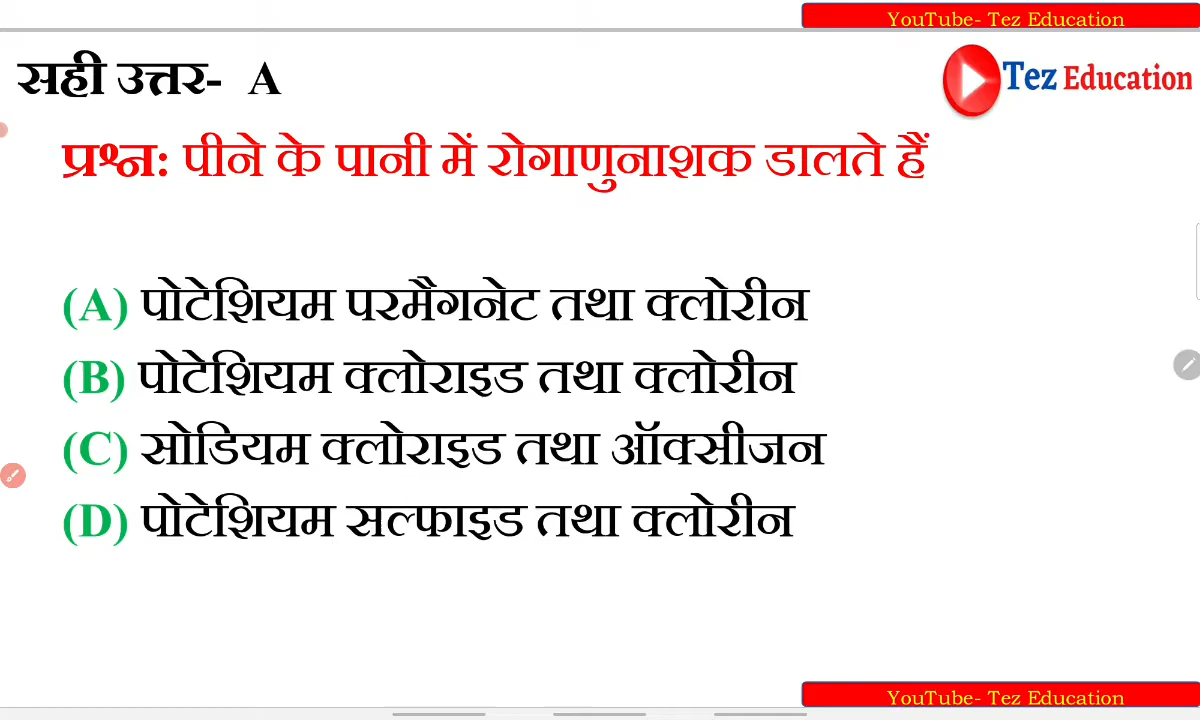 YouTube- Tez Education
सही उत्तर- A
Tez Education
प्रश्न: पीने के पानी में रोगाणुनाशक डालते हैं
(A) पोटेशियम परमैगनेट तथा क्लोरीन
(B) पोटेशियम क्लोराइड तथा क्लोरीन
(C) सोडियम क्लोराइड तथा ऑक्सीजन
(D) पोटेशियम सल्फाइड तथा क्लोरीन
YouTube- Tez Education